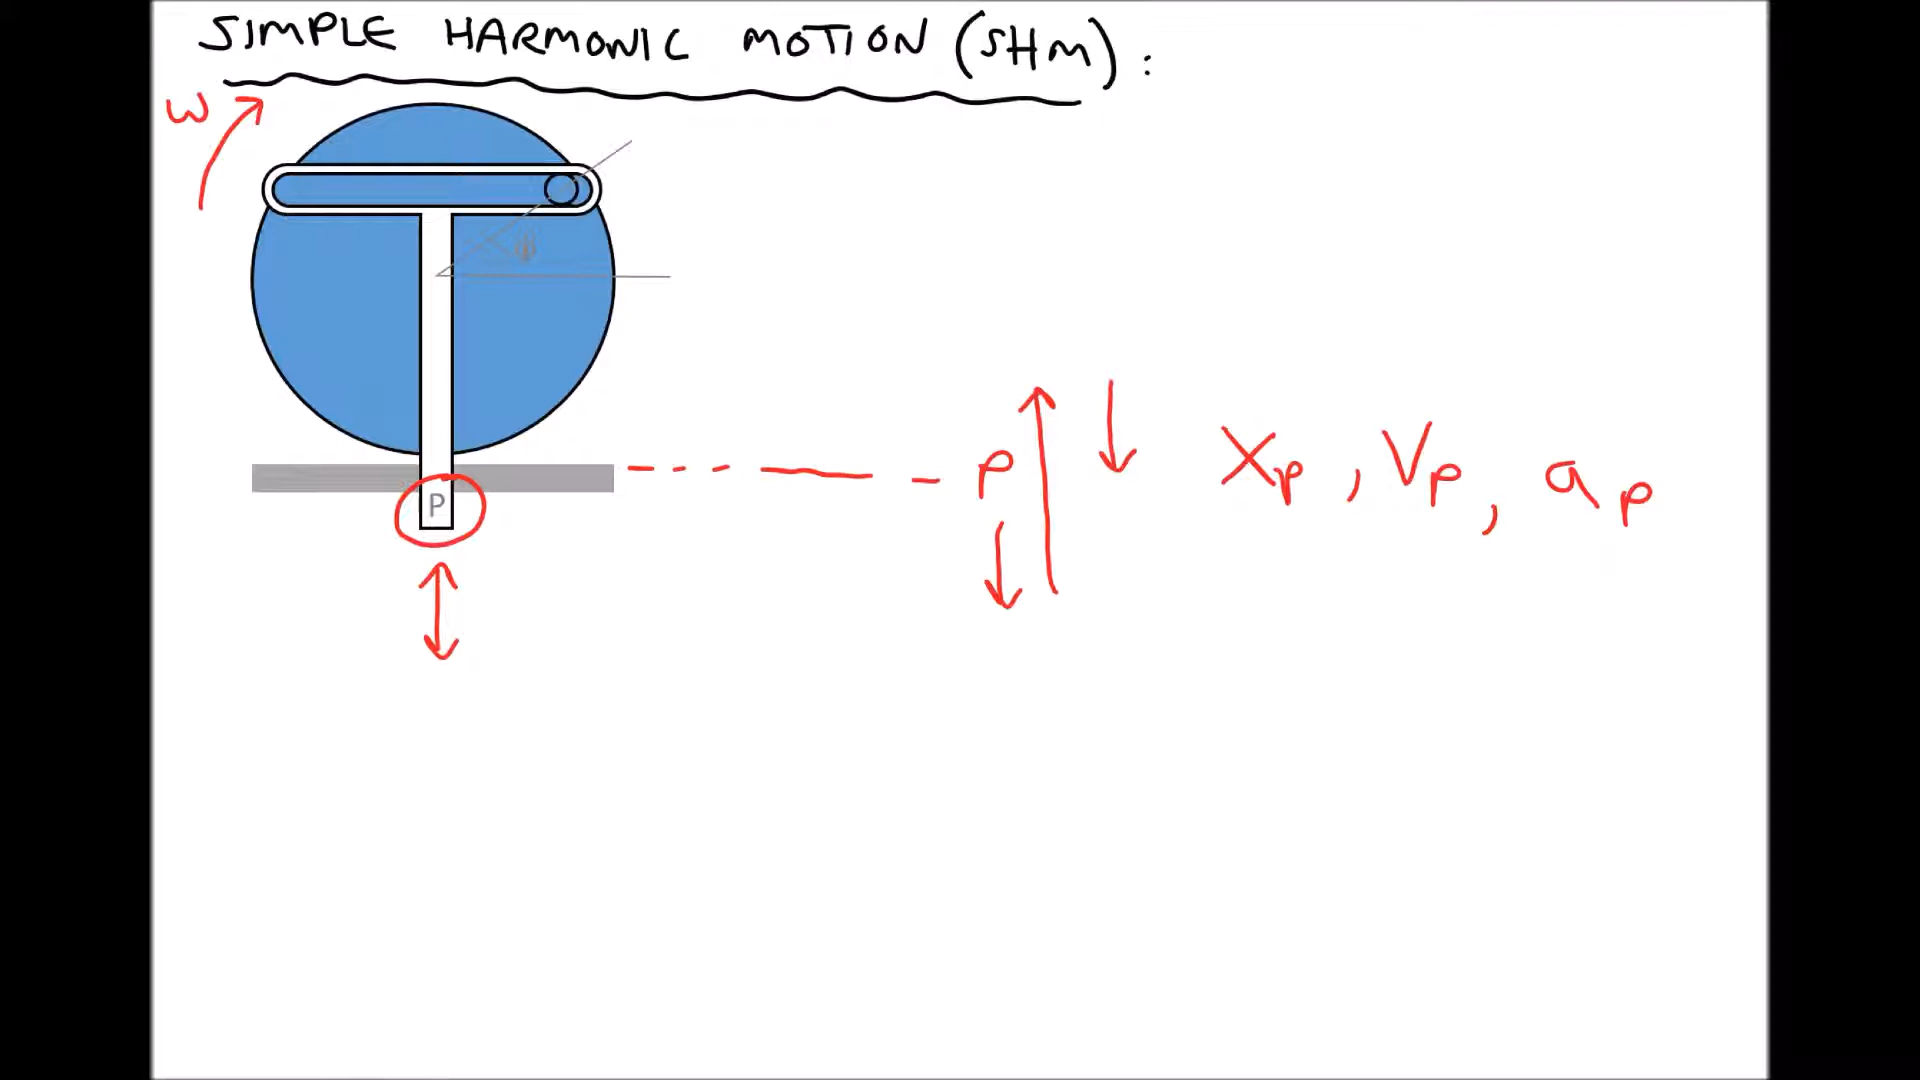 SIMPLE HARMONIC MOTION (SHM) :
ω
P
P
Xp , Vp , ap